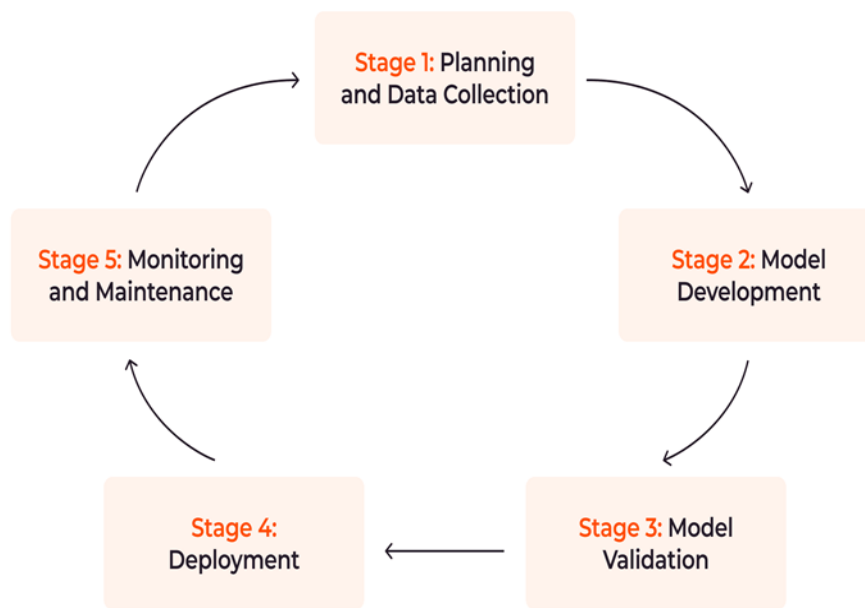 Stage 1: Planning
and Data Collection
Stage 2: Model
Development
Stage 3: Model
Validation
Stage 4:
Deployment
Stage 5: Monitoring
and Maintenance